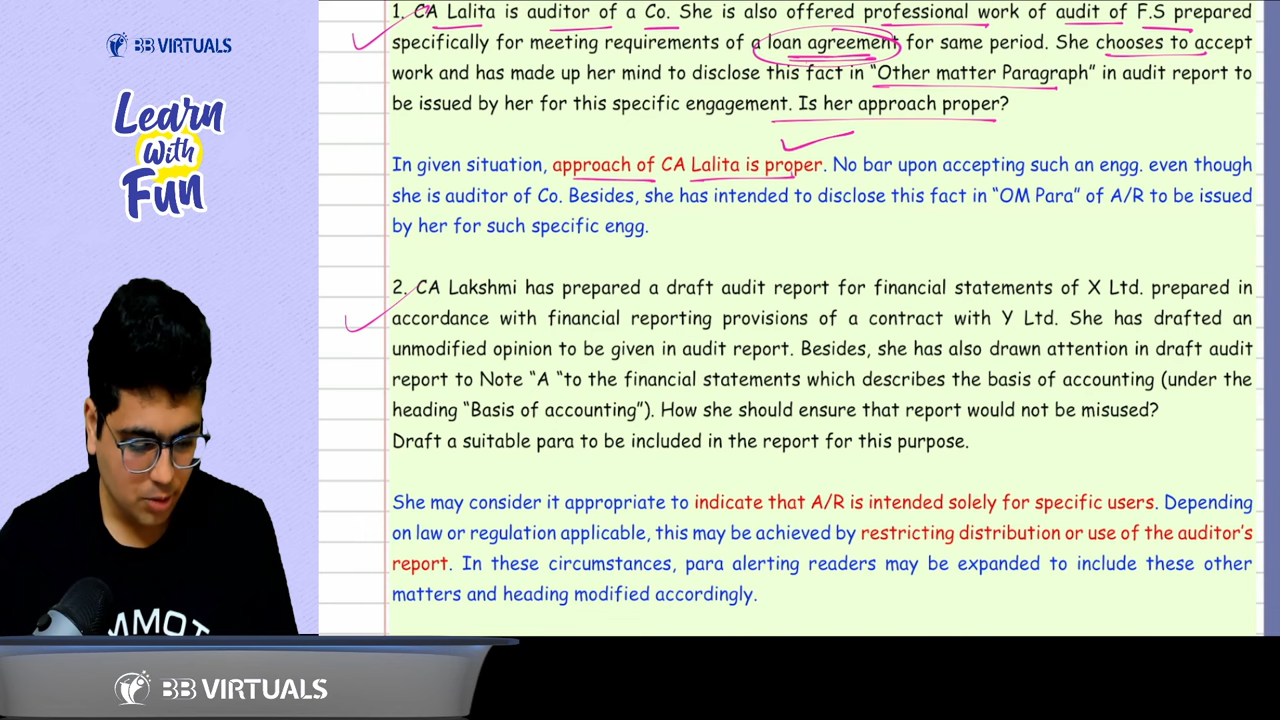 1. CA Lalita is auditor of a Co. She is also offered professional work of audit of F.S prepared
specifically for meeting requirements of a loan agreement for same period. She chooses to accept
work and has made up her mind to disclose this fact in “Other matter Paragraph” in audit report to
be issued by her for this specific engagement. Is her approach proper?
In given situation, approach of CA Lalita is proper. No bar upon accepting such an engg. even though
she is auditor of Co. Besides, she has intended to disclose this fact in “OM Para” of A/R to be issued
by her for such specific engg.
2. CA Lakshmi has prepared a draft audit report for financial statements of X Ltd. prepared in
accordance with financial reporting provisions of a contract with Y Ltd. She has drafted an
unmodified opinion to be given in audit report. Besides, she has also drawn attention in draft audit
report to Note “A “to the financial statements which describes the basis of accounting (under the
heading “Basis of accounting”). How she should ensure that report would not be misused?
Draft a suitable para to be included in the report for this purpose.
She may consider it appropriate to indicate that A/R is intended solely for specific users. Depending
on law or regulation applicable, this may be achieved by restricting distribution or use of the auditor’s
report. In these circumstances, para alerting readers may be expanded to include these other
matters and heading modified accordingly.
BB VIRTUALS
Learn
With
Fun
BB VIRTUALS